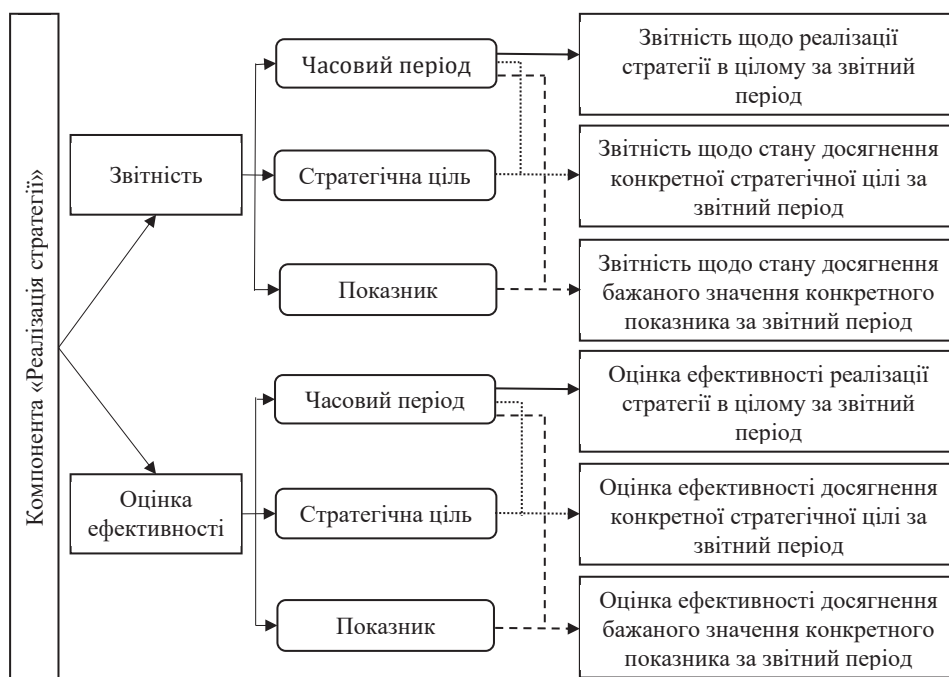 Компонента «Реалізація стратегії»
Звітність
Часовий період
Звітність щодо реалізації
стратегії в цілому за звітний
період
Стратегічна ціль
Звітність щодо стану досягнення
конкретної стратегічної цілі за
звітний період
Показник
Звітність щодо стану досягнення
бажаного значення конкретного
показника за звітний період
Оцінка
ефективності
Часовий період
Оцінка ефективності реалізації
стратегії в цілому за звітний
період
Стратегічна ціль
Оцінка ефективності досягнення
конкретної стратегічної цілі за
звітний період
Показник
Оцінка ефективності досягнення
бажаного значення конкретного
показника за звітний період